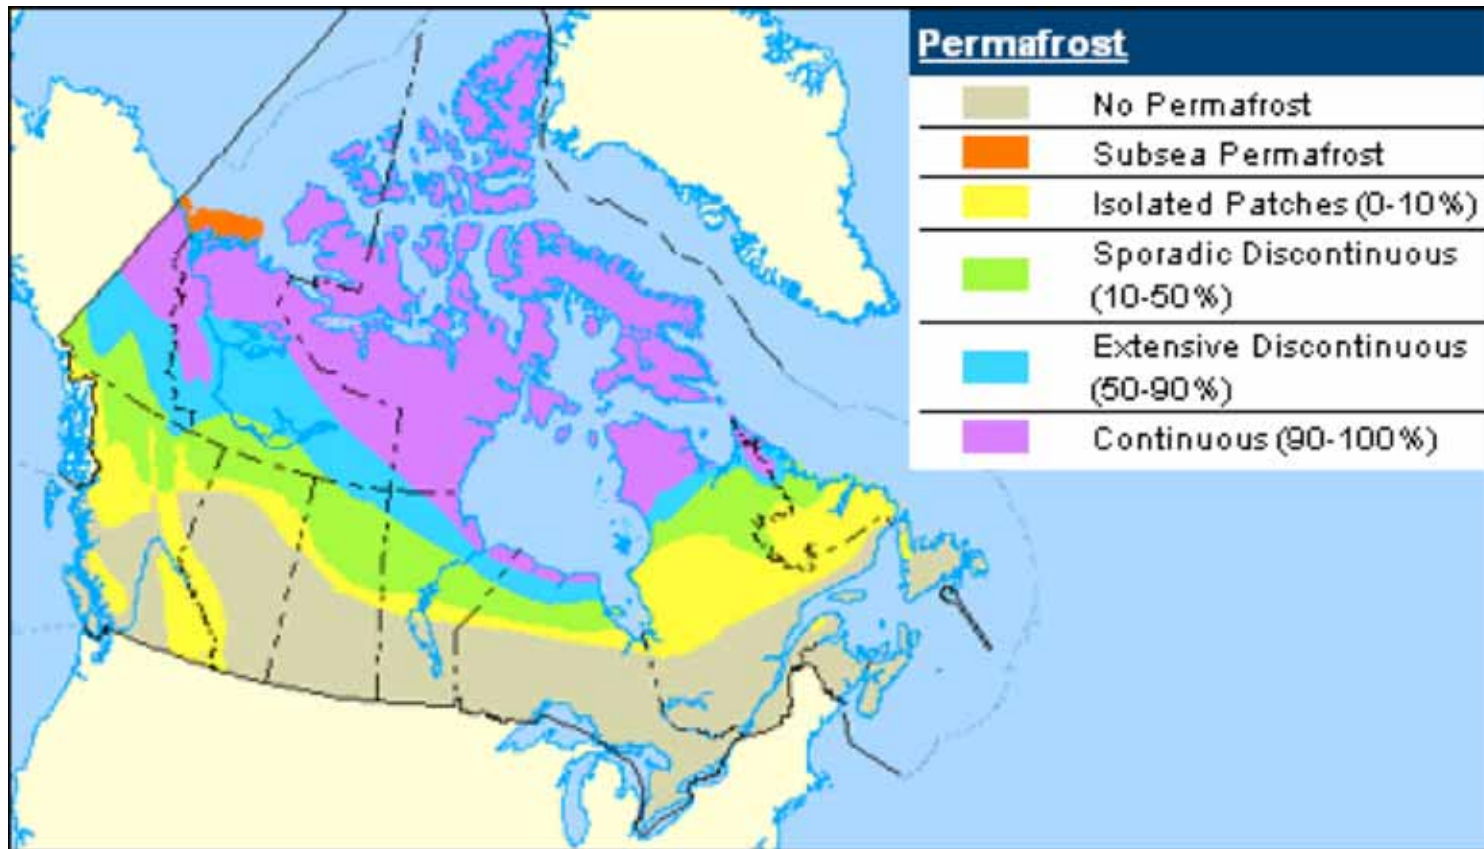 Permafrost
No Permafrost
Subsea Permafrost
Isolated Patches (0-10%)
Sporadic Discontinuous
(10-50%)
Extensive Discontinuous
(50-90%)
Continuous (90-100%)